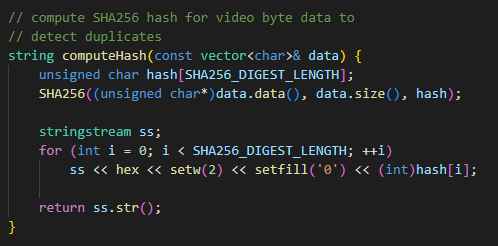 // compute SHA256 hash for video byte data to
// detect duplicates
string computeHash(const vector<char>& data) {
    unsigned char hash[SHA256_DIGEST_LENGTH];
    SHA256((unsigned char*)data.data(), data.size(), hash);

    stringstream ss;
    for (int i = 0; i < SHA256_DIGEST_LENGTH; ++i)
        ss << hex << setw(2) << setfill('0') << (int)hash[i];

    return ss.str();
}